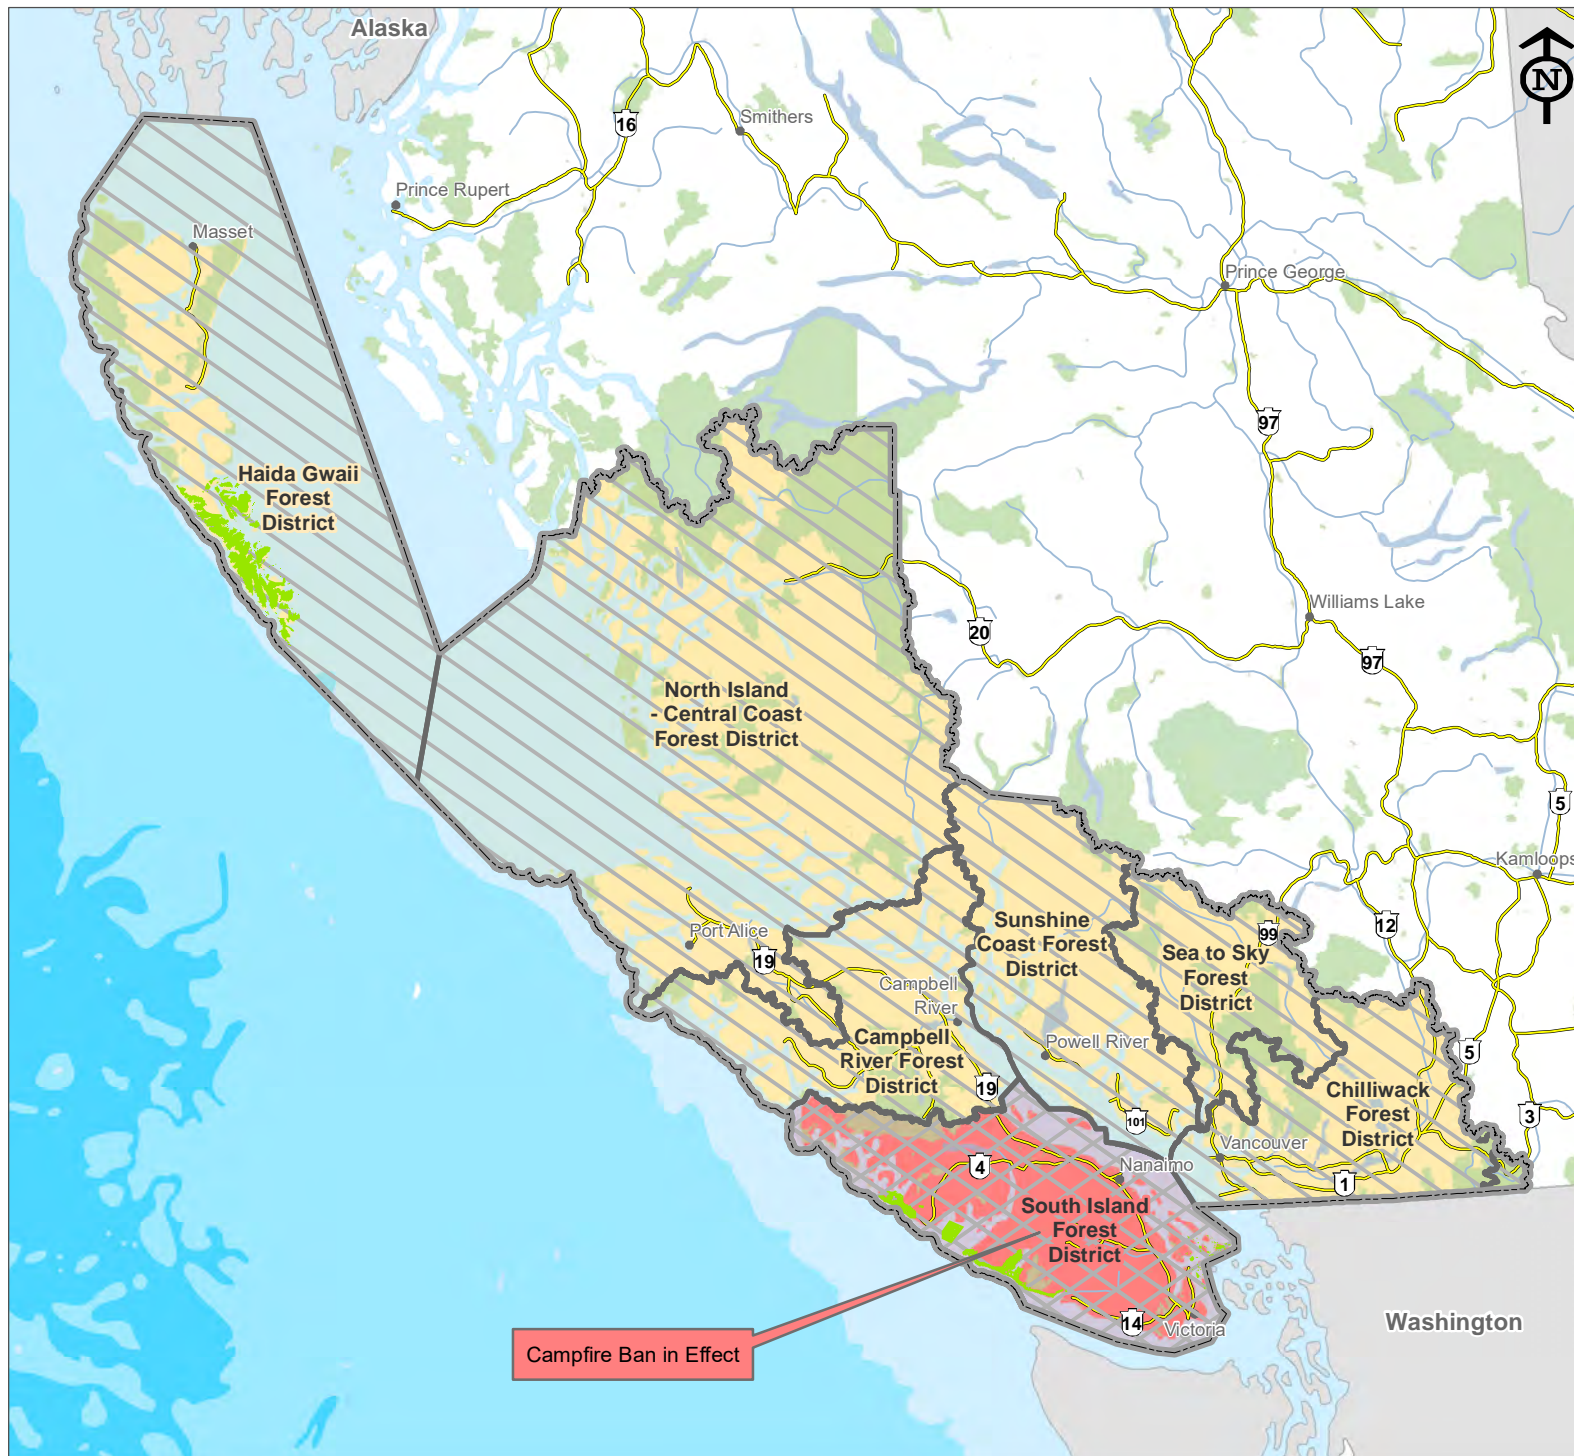 Alaska
N
16
Smithers
Prince Rupert
Masset
Prince George
97
Haida Gwaii
Forest
District
Williams Lake
20
97
North Island
- Central Coast
Forest District
5
Kamloops
Sunshine
Coast Forest
District
12
99
Port Alice
19
Sea to Sky
Forest
District
Campbell
River
Campbell
River Forest
District
Powell River
5
19
Chilliwack
Forest
District
101
3
Vancouver
4
Nanaimo
1
South Island
Forest
District
14
Victoria
Washington
Campfire Ban in Effect